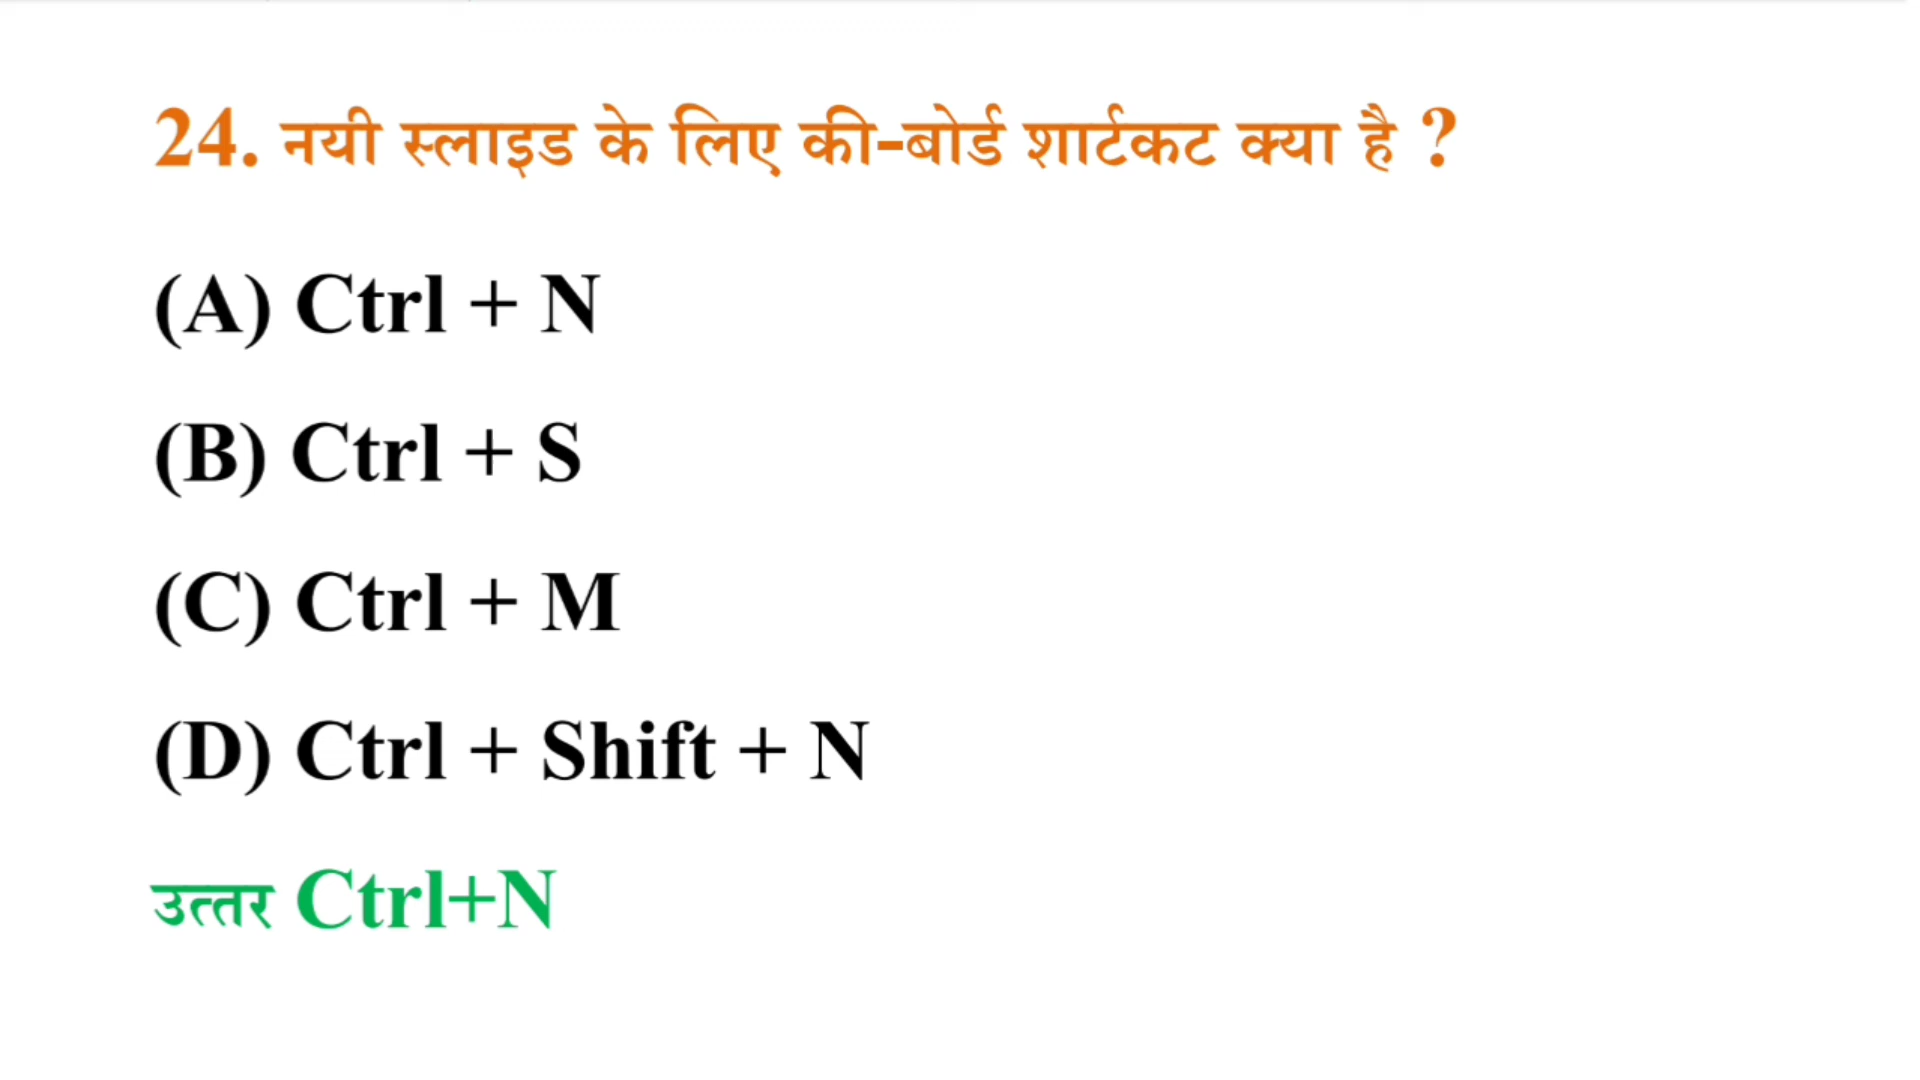 24. नयी स्लाइड के लिए की-बोर्ड शार्टकट क्या है ?
(A) Ctrl + N
(B) Ctrl + S
(C) Ctrl + M
(D) Ctrl + Shift + N
उत्तर Ctrl+N